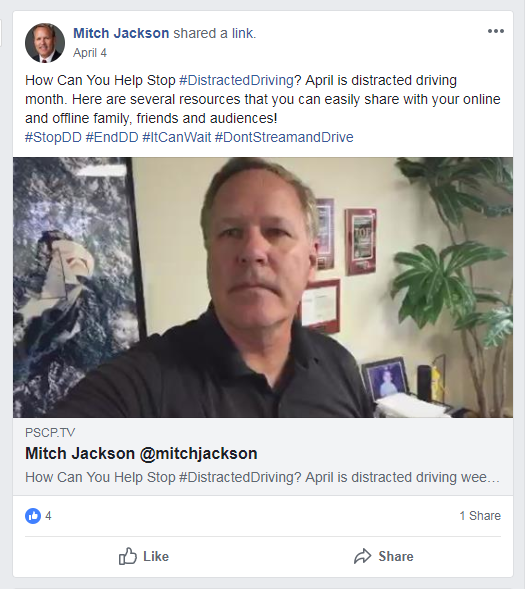 Mitch Jackson shared a link.
April 4
How Can You Help Stop #DistractedDriving? April is distracted driving
month. Here are several resources that you can easily share with your online
and offline family, friends and audiences!
#StopDD #EndDD #ItCanWait #DontStreamandDrive
PSCP.TV
Mitch Jackson @mitchjackson
How Can You Help Stop #DistractedDriving? April is distracted driving wee…
4
1 Share
Like
Share